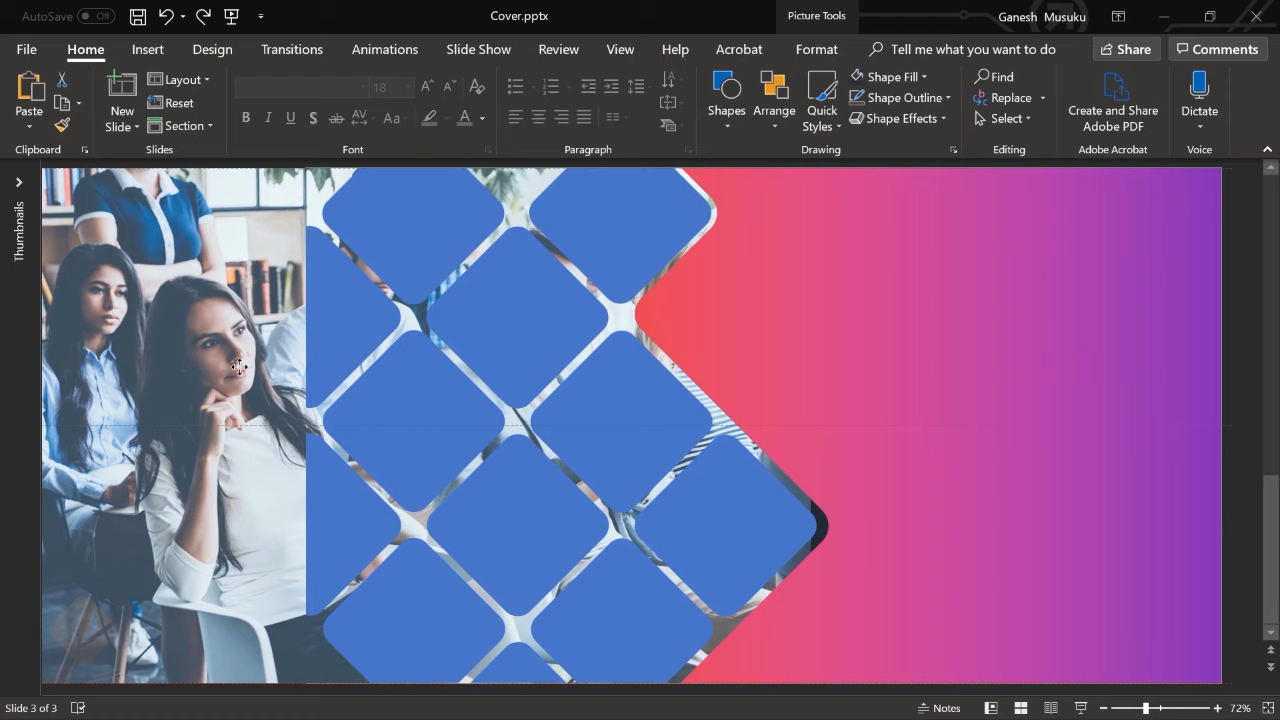 AutoSave Off
Cover.pptx
Picture Tools
Ganesh Musuku
File Home Insert Design Transitions Animations Slide Show Review View Help Acrobat Format Tell me what you want to do Share Comments
Paste
New Slide
Layout
Reset
Section
18
B I U S ab AV Aa A
Shapes
Arrange
Quick Styles
Shape Fill
Shape Outline
Shape Effects
Find
Replace
Select
Create and Share Adobe PDF
Dictate
Clipboard Slides Font Paragraph Drawing Editing Adobe Acrobat Voice
Thumbnails
Slide 3 of 3
Notes
72%